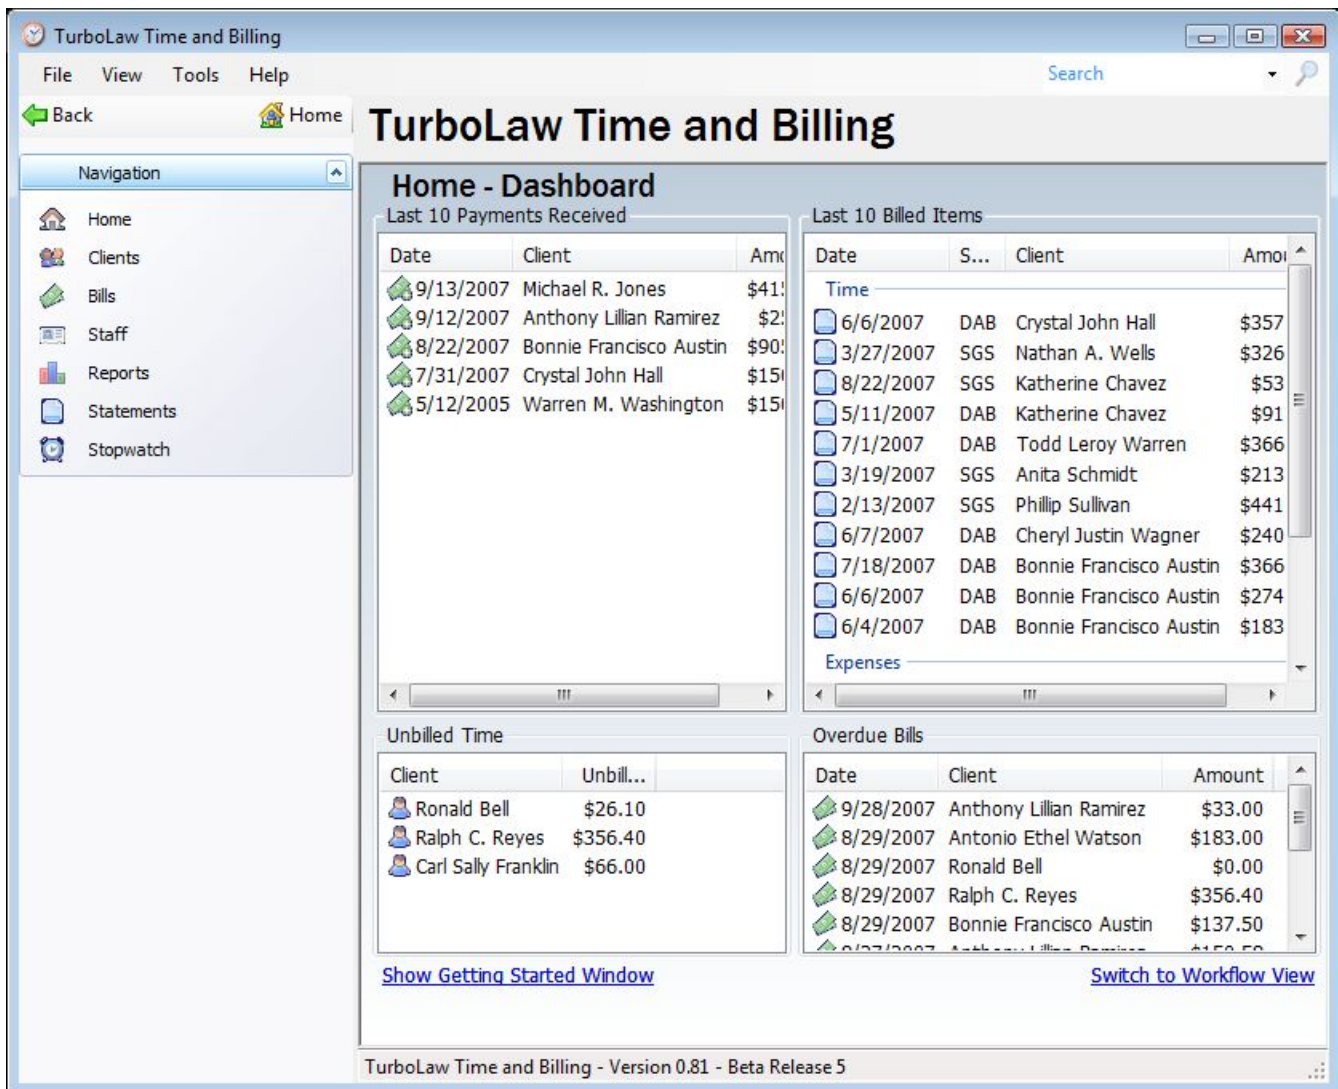 TurboLaw Time and Billing
File View Tools Help Search
Back Home
TurboLaw Time and Billing
Navigation
Home
Clients
Bills
Staff
Reports
Statements
Stopwatch
Home - Dashboard
Last 10 Payments Received
Date Client
9/13/2007 Michael R. Jones
9/12/2007 Anthony Lillian Ramirez
8/22/2007 Bonnie Francisco Austin
7/31/2007 Crystal John Hall
5/12/2005 Warren M. Washington
Last 10 Billed Items
Date S... Client
Time
6/6/2007 DAB Crystal John Hall $357
3/27/2007 SGS Nathan A. Wells $326
8/22/2007 SGS Katherine Chavez $53
5/11/2007 DAB Katherine Chavez $91
7/1/2007 DAB Todd Leroy Warren $366
3/19/2007 SGS Anita Schmidt $213
2/13/2007 SGS Phillip Sullivan $441
6/7/2007 DAB Cheryl Justin Wagner $240
7/18/2007 DAB Bonnie Francisco Austin $366
6/6/2007 DAB Bonnie Francisco Austin $274
6/4/2007 DAB Bonnie Francisco Austin $183
Expenses
Unbilled Time
Client Unbill...
Ronald Bell $26.10
Ralph C. Reyes $356.40
Carl Sally Franklin $66.00
Overdue Bills
Date Client Amount
9/28/2007 Anthony Lillian Ramirez $33.00
8/29/2007 Antonio Ethel Watson $183.00
8/29/2007 Ronald Bell $0.00
8/29/2007 Ralph C. Reyes $356.40
8/29/2007 Bonnie Francisco Austin $137.50
Show Getting Started Window
Switch to Workflow View
TurboLaw Time and Billing - Version 0.81 - Beta Release 5